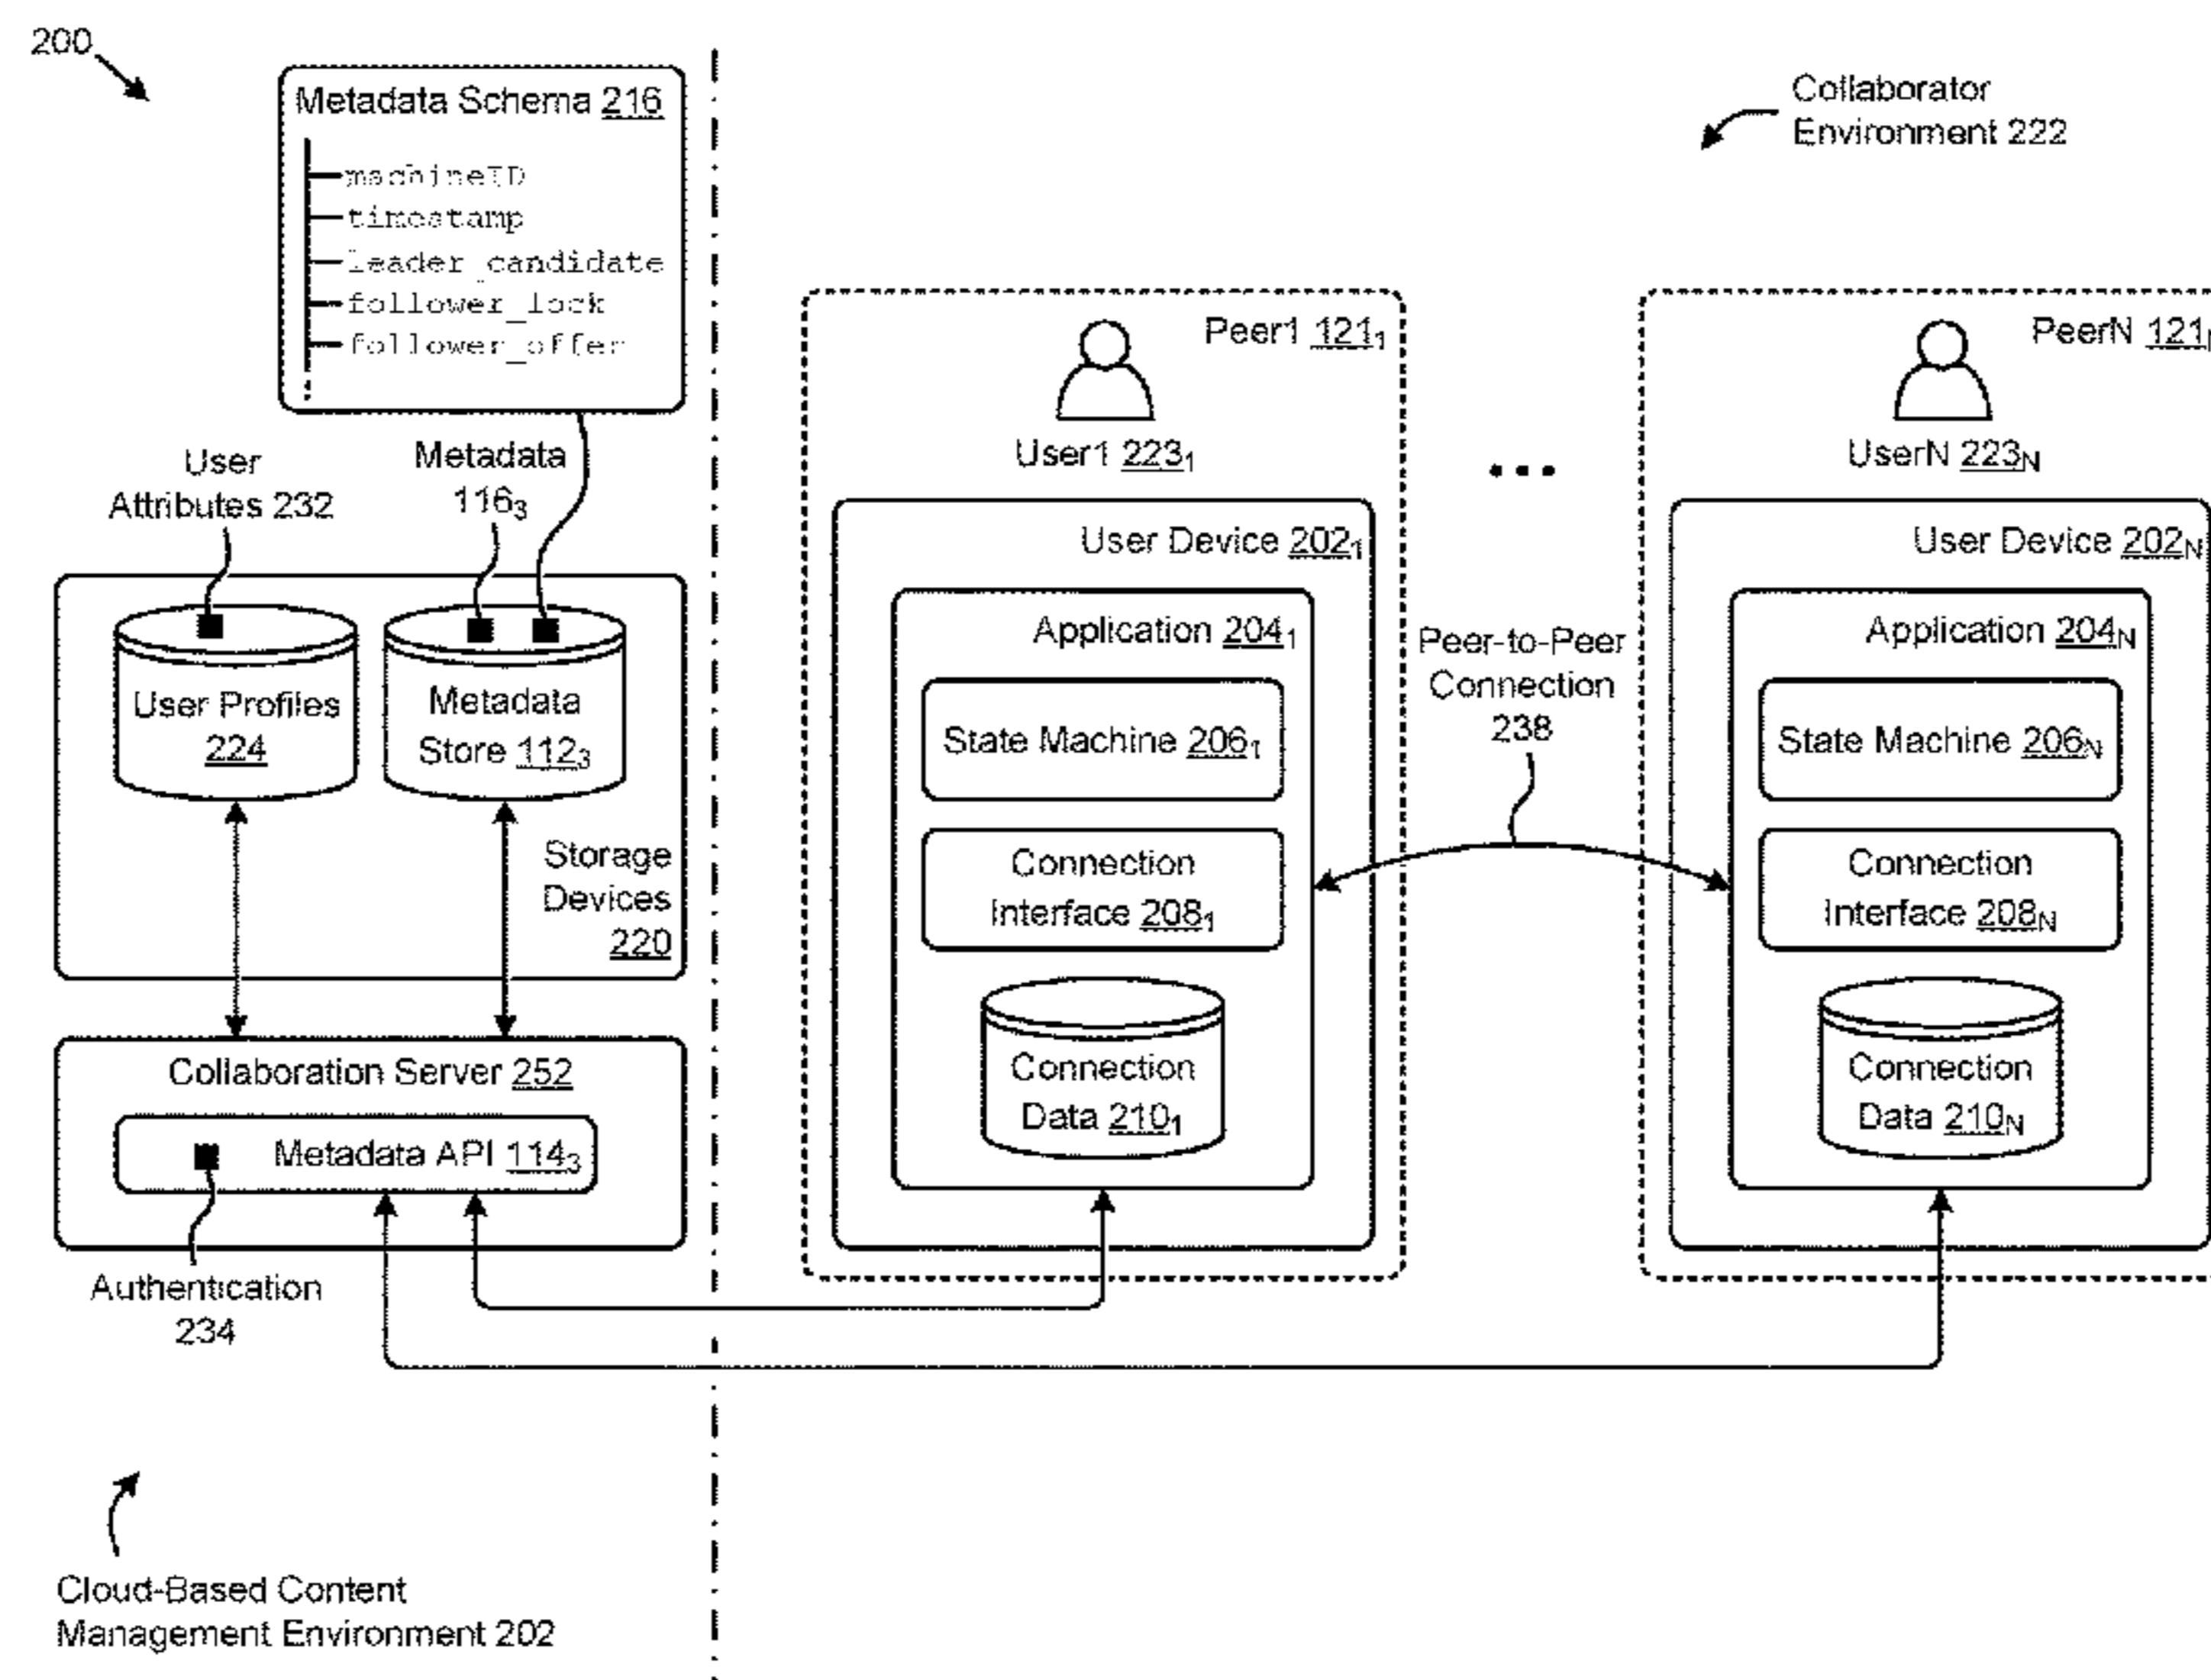 200
Metadata Schema 216
machineID
timestamp
leader_candidate
follower_lock
follower_offer
User
Attributes 232
Metadata
116₃
User Profiles
224
Metadata
Store 112₃
Storage
Devices
220
Collaboration Server 252
Metadata API 114₃
Authentication
234
Cloud-Based Content
Management Environment 202
Collaborator
Environment 222
Peer1 121₁
User1 223₁
User Device 202₁
Application 204₁
State Machine 206₁
Connection
Interface 208₁
Connection
Data 210₁
...
Peer-to-Peer
Connection
238
PeerN 121N
UserN 223N
User Device 202N
Application 204N
State Machine 206N
Connection
Interface 208N
Connection
Data 210N